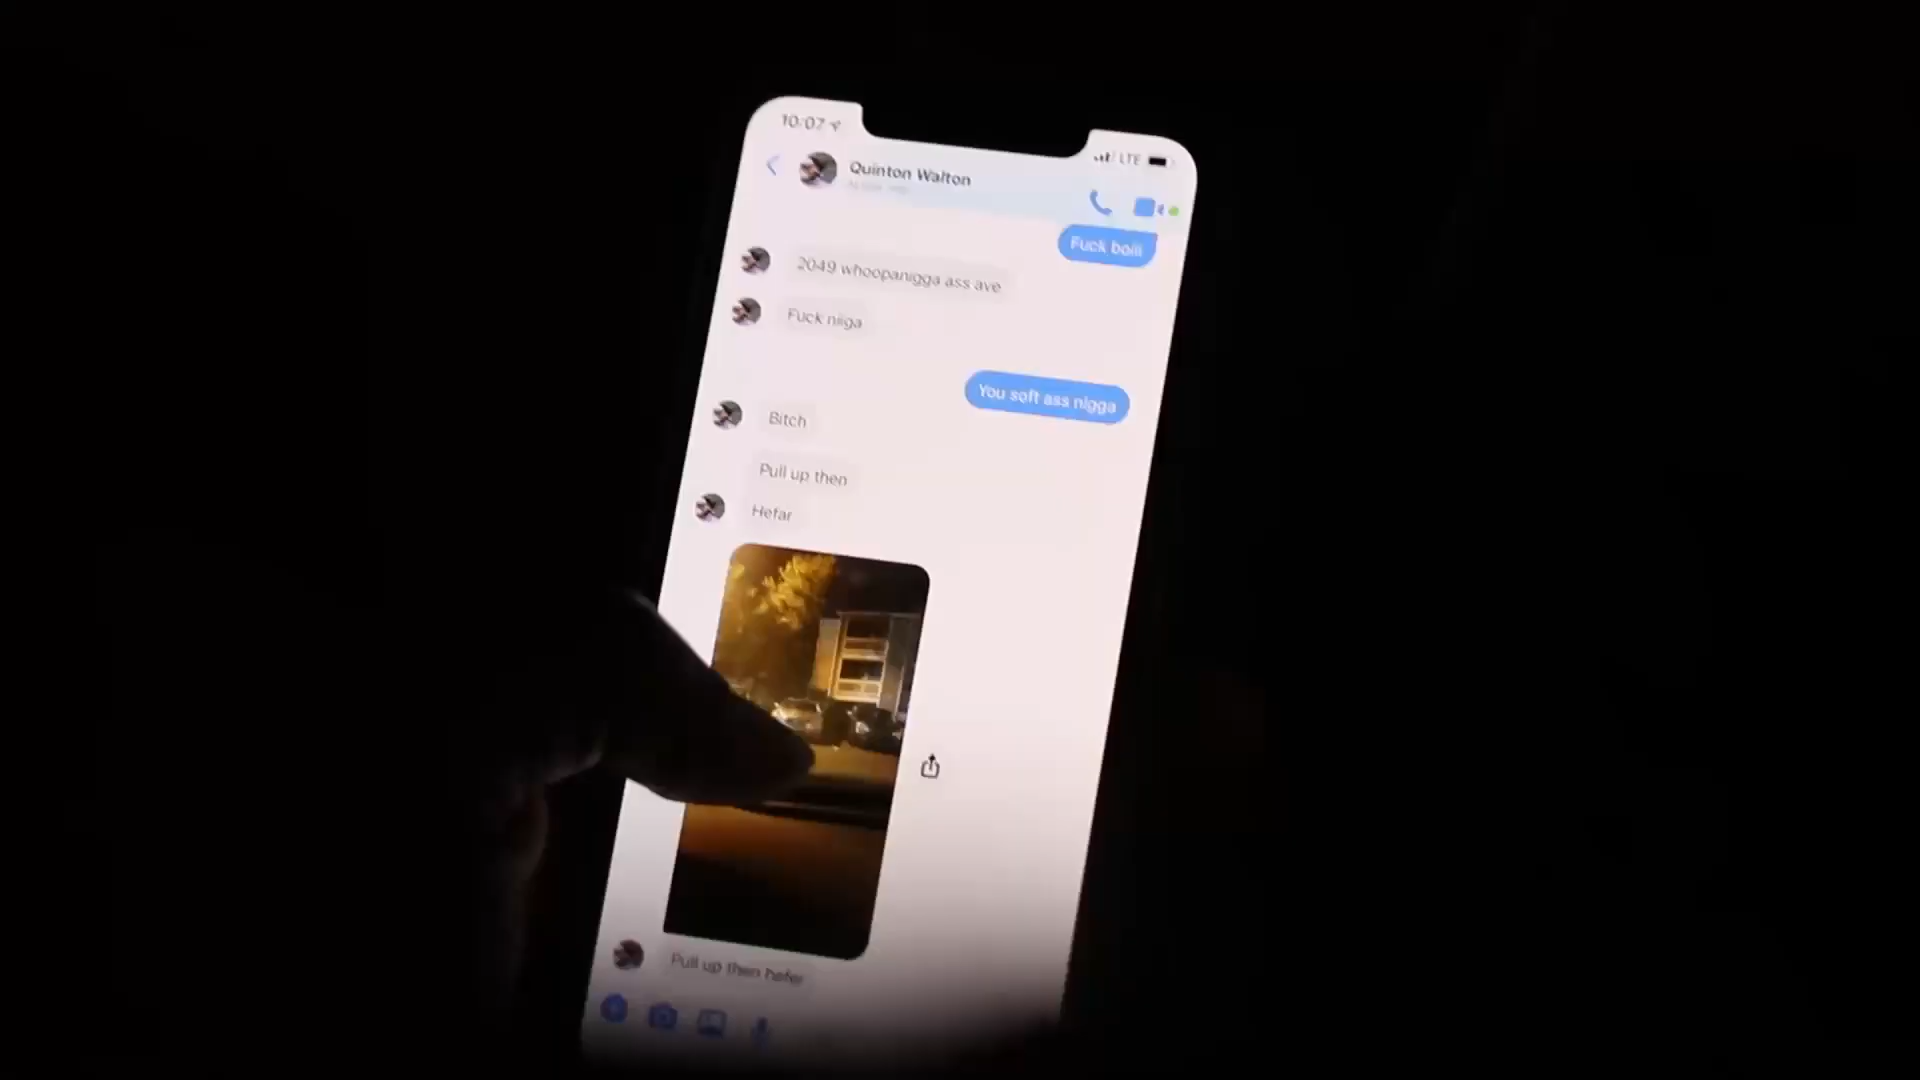 10:07
LTE
Quinton Walton
Fuck boiii
2049 whoopanigga ass ave
Fuck niiga
You soft ass nigga
Bitch
Pull up then
Hefar
Pull up then hefer